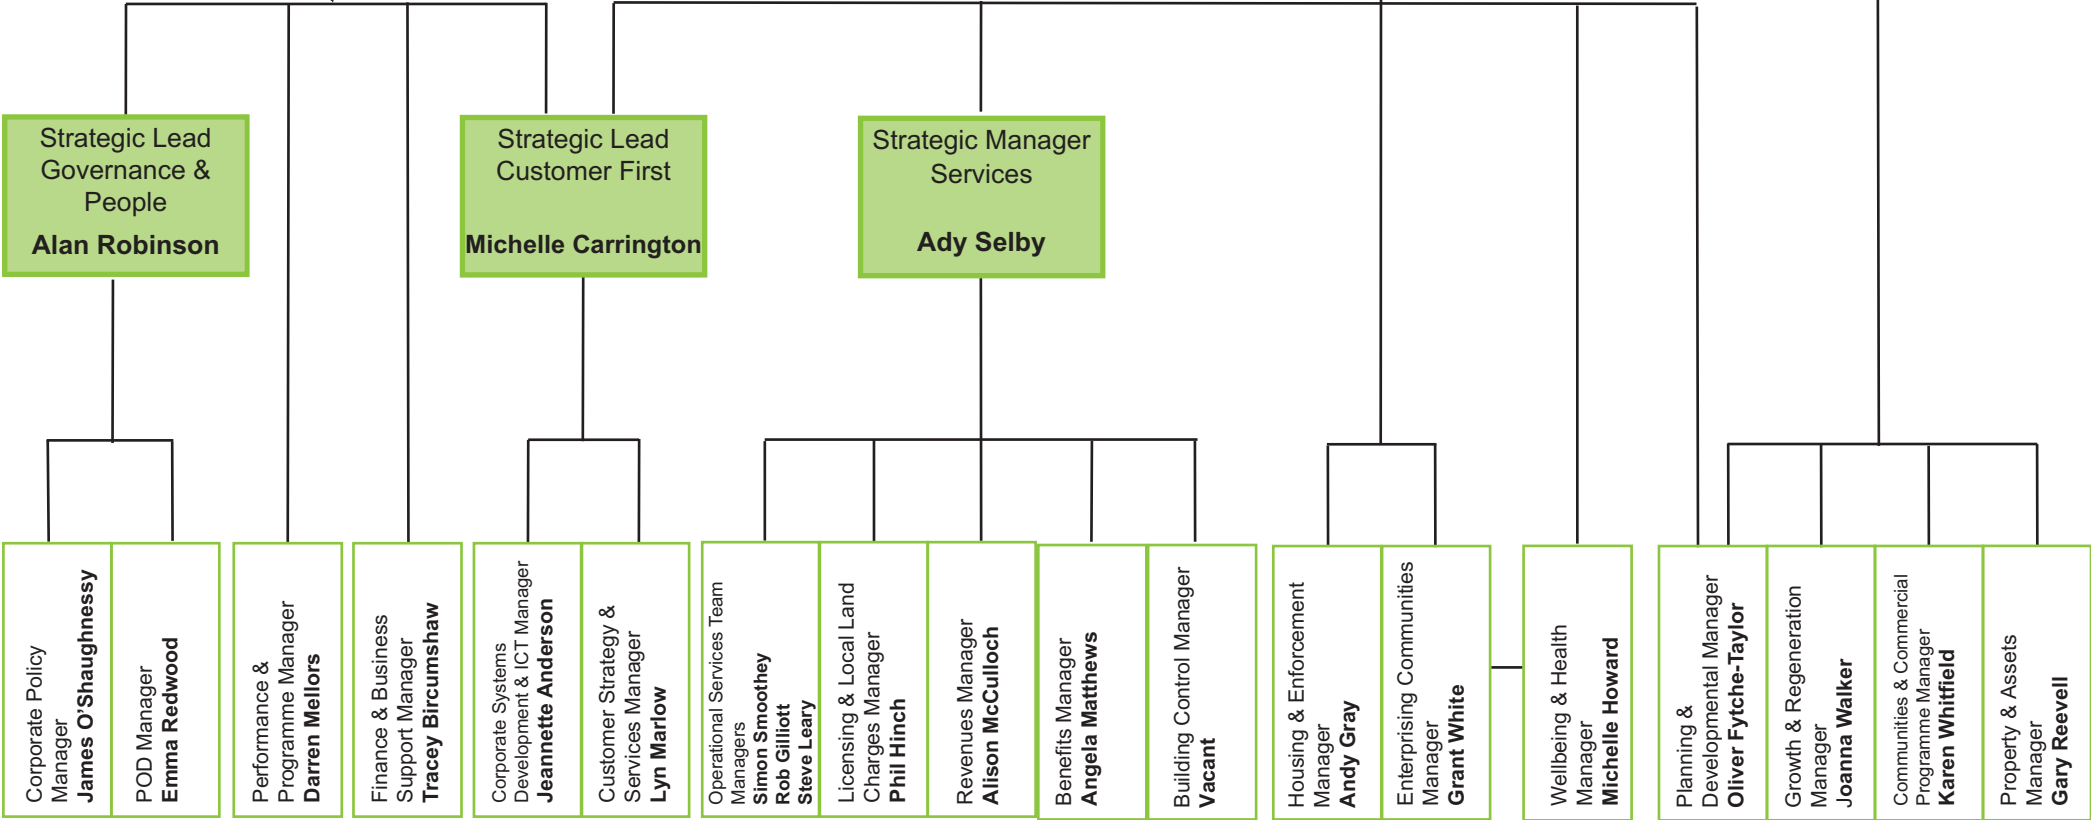 Strategic Lead
Governance &
People
Alan Robinson
Strategic Lead
Customer First
Michelle Carrington
Strategic Manager
Services
Ady Selby
Corporate Policy
Manager
James O’Shaughnessy
POD Manager
Emma Redwood
Performance &
Programme Manager
Darren Mellors
Finance & Business
Support Manager
Tracey Bircumshaw
Corporate Systems
Development & ICT Manager
Jeannette Anderson
Customer Strategy &
Services Manager
Lyn Marlow
Operational Services Team
Managers
Simon Smoothey
Rob Gilliott
Steve Leary
Licensing & Local Land
Charges Manager
Phil Hinch
Revenues Manager
Alison McCulloch
Benefits Manager
Angela Matthews
Building Control Manager
Vacant
Housing & Enforcement
Manager
Andy Gray
Enterprising Communities
Manager
Grant White
Wellbeing & Health
Manager
Michelle Howard
Planning &
Developmental Manager
Oliver Fytche-Taylor
Growth & Regeneration
Manager
Joanna Walker
Communities & Commercial
Programme Manager
Karen Whitfield
Property & Assets
Manager
Gary Reevell